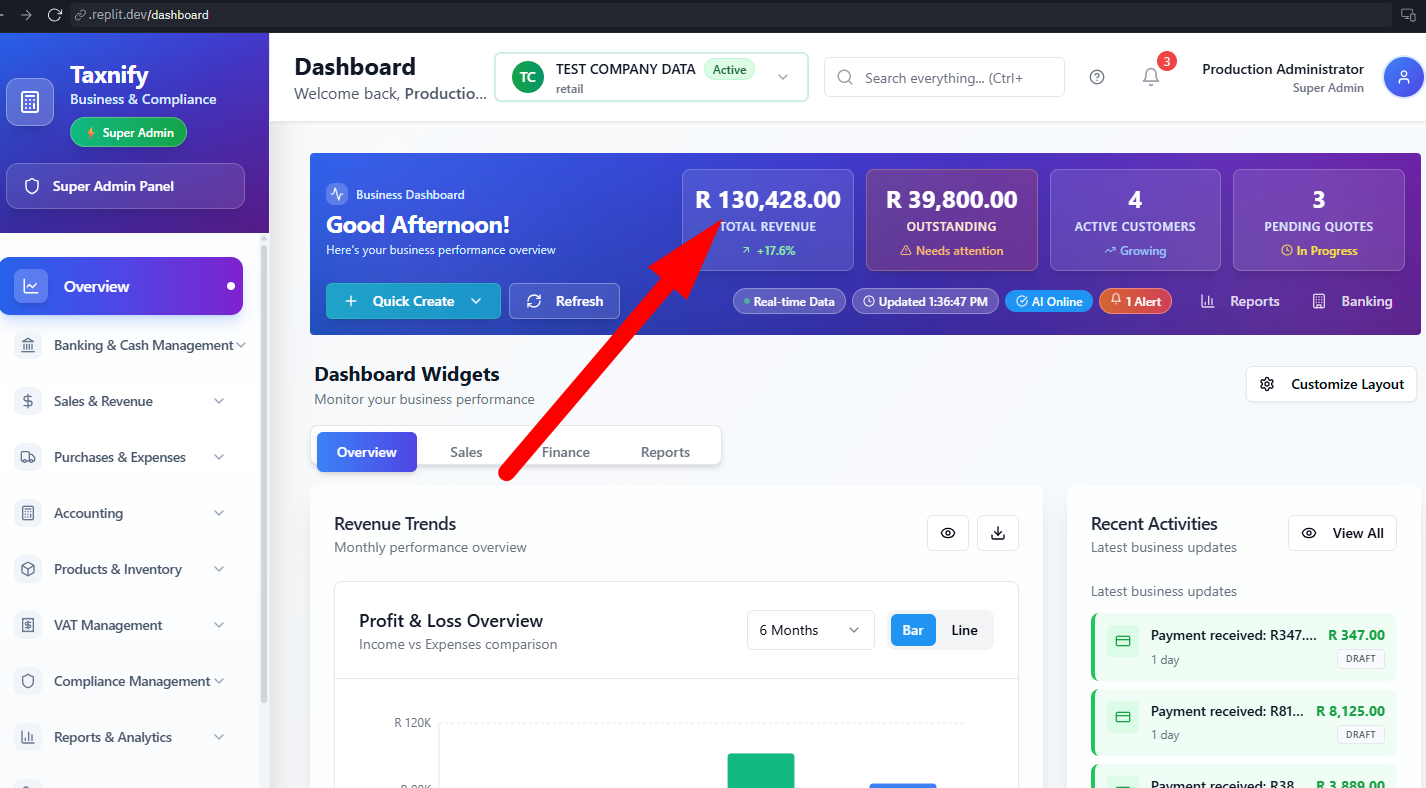 .replit.dev/dashboard
Taxnify
Business & Compliance
Super Admin
Super Admin Panel
Overview
Banking & Cash Management
Sales & Revenue
Purchases & Expenses
Accounting
Products & Inventory
VAT Management
Compliance Management
Reports & Analytics
Dashboard
Welcome back, Productio...
TC
TEST COMPANY DATA
Active
retail
Search everything... (Ctrl+
3
Production Administrator
Super Admin
Business Dashboard
Good Afternoon!
Here's your business performance overview
Quick Create
Refresh
R 130,428.00
TOTAL REVENUE
+17.6%
R 39,800.00
OUTSTANDING
Needs attention
4
ACTIVE CUSTOMERS
Growing
3
PENDING QUOTES
In Progress
Real-time Data
Updated 1:36:47 PM
AI Online
1 Alert
Reports
Banking
Dashboard Widgets
Monitor your business performance
Customize Layout
Overview
Sales
Finance
Reports
Revenue Trends
Monthly performance overview
Profit & Loss Overview
Income vs Expenses comparison
6 Months
Bar
Line
R 120K
Recent Activities
Latest business updates
View All
Latest business updates
Payment received: R347....
R 347.00
1 day
DRAFT
Payment received: R81...
R 8,125.00
1 day
DRAFT
Payment received: R38
R 3,889.00